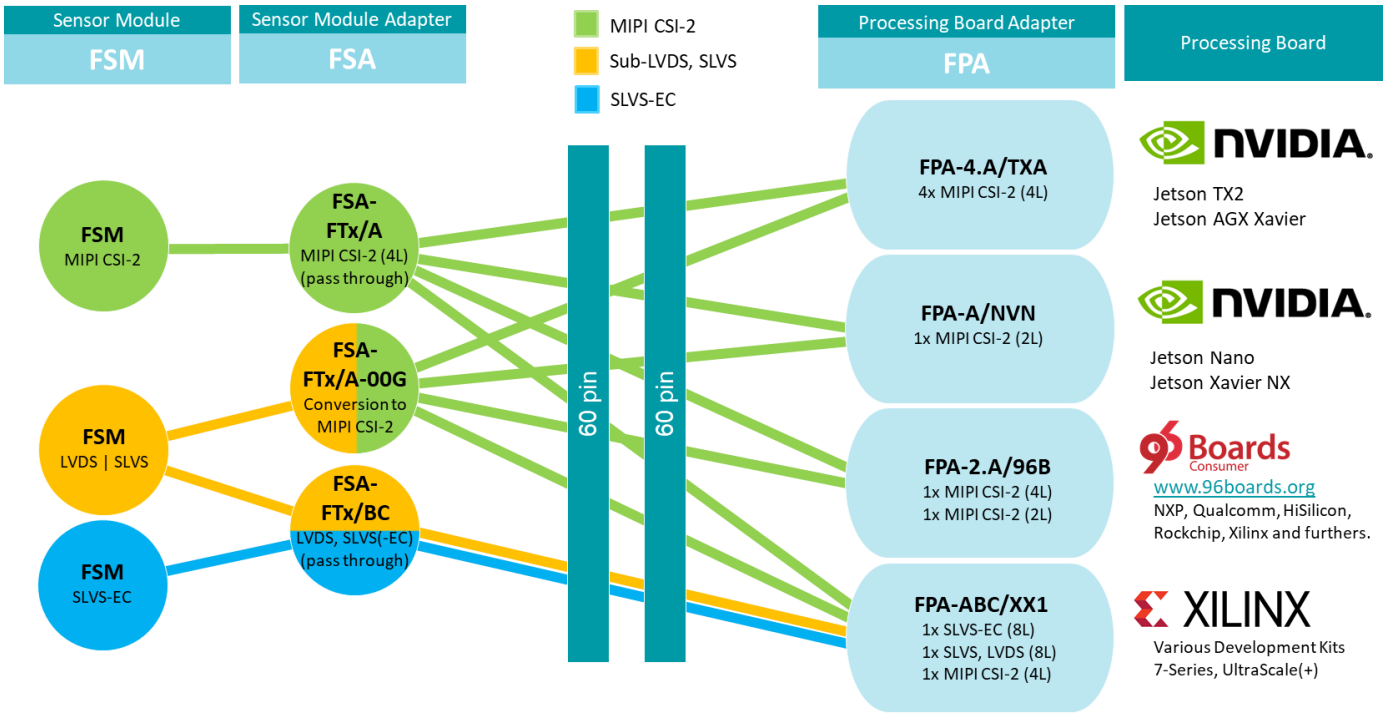 Sensor Module
FSM
Sensor Module Adapter
FSA
MIPI CSI-2
Sub-LVDS, SLVS
SLVS-EC
Processing Board Adapter
FPA
Processing Board
FSM
MIPI CSI-2
FSM
LVDS | SLVS
FSM
SLVS-EC
FSA-
FTx/A
MIPI CSI-2 (4L)
(pass through)
FSA-
FTx/A-00G
Conversion to
MIPI CSI-2
FSA-
FTx/BC
LVDS, SLVS(-EC)
(pass through)
60 pin
60 pin
FPA-4.A/TXA
4x MIPI CSI-2 (4L)
FPA-A/NVN
1x MIPI CSI-2 (2L)
FPA-2.A/96B
1x MIPI CSI-2 (4L)
1x MIPI CSI-2 (2L)
FPA-ABC/XX1
1x SLVS-EC (8L)
1x SLVS, LVDS (8L)
1x MIPI CSI-2 (4L)
NVIDIA.
Jetson TX2
Jetson AGX Xavier
NVIDIA.
Jetson Nano
Jetson Xavier NX
96 Boards
Consumer
www.96boards.org
NXP, Qualcomm, HiSilicon,
Rockchip, Xilinx and furthers.
XILINX
Various Development Kits
7-Series, UltraScale(+)